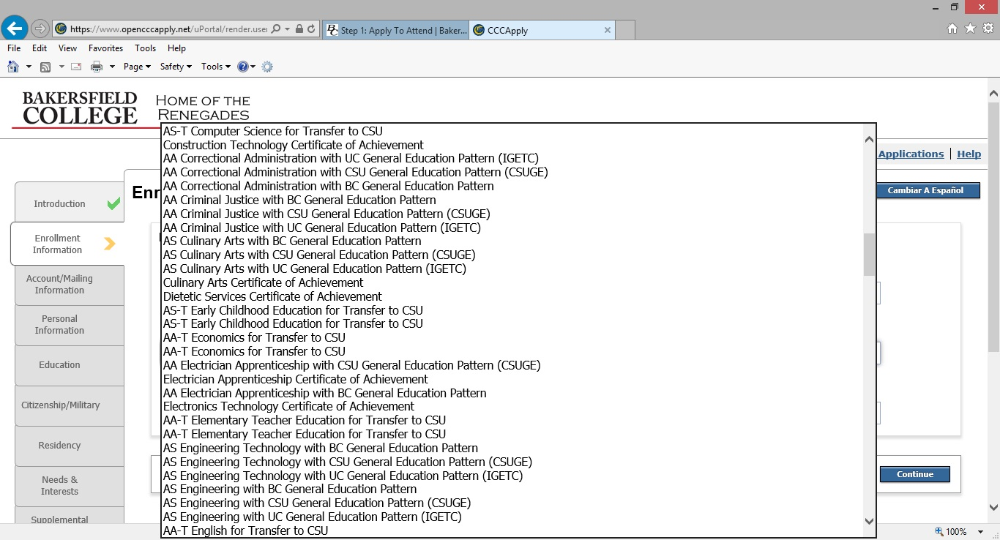 https://www.opencccapply.net/uPortal/render.user
Step 1: Apply To Attend | Baker...
CCCApply
File Edit View Favorites Tools Help
Page Safety Tools
BAKERSFIELD
COLLEGE
HOME OF THE
RENEGADES
Applications | Help
Enr
Cambiar A Español
Introduction
Enrollment
Information
Account/Mailing
Information
Personal
Information
Education
Citizenship/Military
Residency
Needs &
Interests
Supplemental
AS-T Computer Science for Transfer to CSU
Construction Technology Certificate of Achievement
AA Correctional Administration with UC General Education Pattern (IGETC)
AA Correctional Administration with CSU General Education Pattern (CSUGE)
AA Correctional Administration with BC General Education Pattern
AA Criminal Justice with BC General Education Pattern
AA Criminal Justice with CSU General Education Pattern (CSUGE)
AA Criminal Justice with UC General Education Pattern (IGETC)
AS Culinary Arts with BC General Education Pattern
AS Culinary Arts with CSU General Education Pattern (CSUGE)
AS Culinary Arts with UC General Education Pattern (IGETC)
Culinary Arts Certificate of Achievement
Dietetic Services Certificate of Achievement
AS-T Early Childhood Education for Transfer to CSU
AS-T Early Childhood Education for Transfer to CSU
AA-T Economics for Transfer to CSU
AA-T Economics for Transfer to CSU
AA Electrician Apprenticeship with CSU General Education Pattern (CSUGE)
Electrician Apprenticeship Certificate of Achievement
AA Electrician Apprenticeship with BC General Education Pattern
Electronics Technology Certificate of Achievement
AA-T Elementary Teacher Education for Transfer to CSU
AA-T Elementary Teacher Education for Transfer to CSU
AS Engineering Technology with BC General Education Pattern
AS Engineering Technology with CSU General Education Pattern (CSUGE)
AS Engineering Technology with UC General Education Pattern (IGETC)
AS Engineering with BC General Education Pattern
AS Engineering with CSU General Education Pattern (CSUGE)
AS Engineering with UC General Education Pattern (IGETC)
AA-T English for Transfer to CSU
Continue
100%